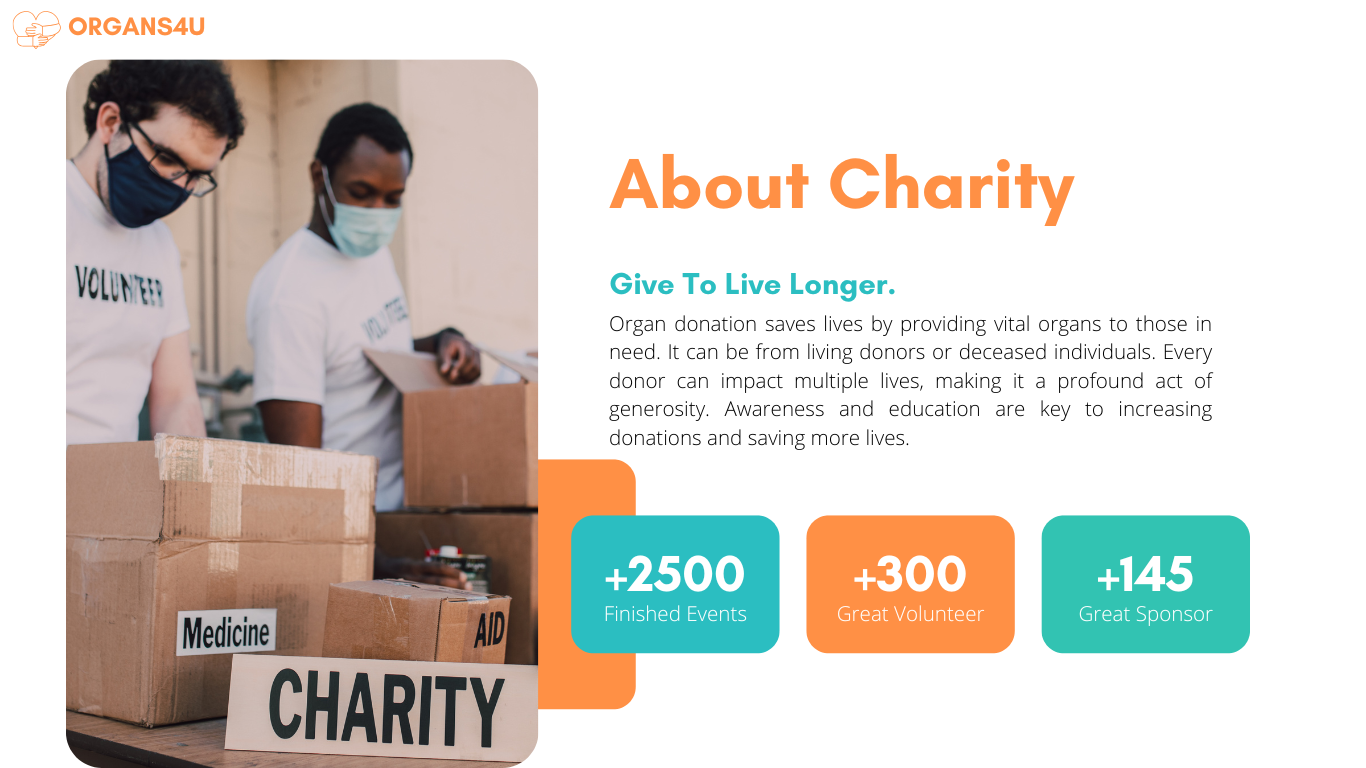 ORGANS4U
VOLUNTEER
VOLUNTEER
Medicine
AID
CHARITY
About Charity
Give To Live Longer.
Organ donation saves lives by providing vital organs to those in
need. It can be from living donors or deceased individuals. Every
donor can impact multiple lives, making it a profound act of
generosity. Awareness and education are key to increasing
donations and saving more lives.
+2500
Finished Events
+300
Great Volunteer
+145
Great Sponsor